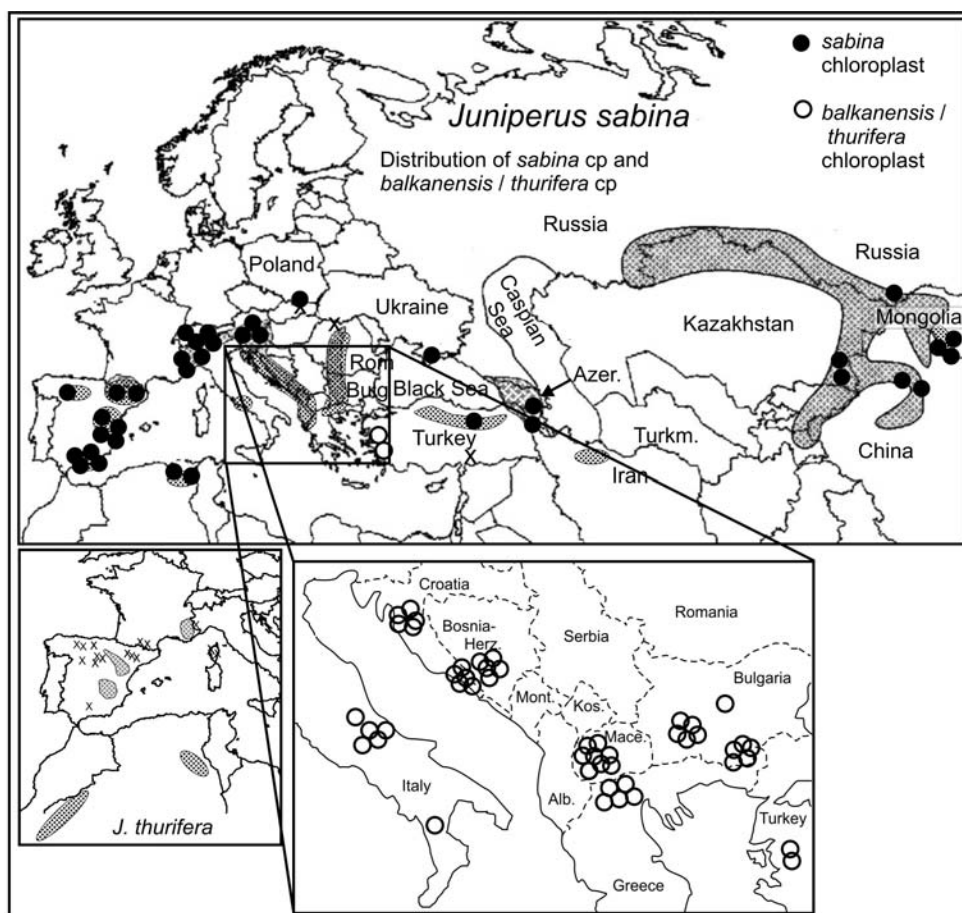 sabina
chloroplast
balkanensis /
thurifera
chloroplast
Juniperus sabina
Distribution of sabina cp and
balkanensis / thurifera cp
Russia
Russia
Poland
Ukraine
Caspian
Sea
Kazakhstan
Mongolia
Rom
Bulg
Black Sea
Azer.
Turkey
x
x
x
Turkm.
China
Iran
J. thurifera
Croatia
Bosnia-
Herz.
Serbia
Romania
Mont.
Kos.
Bulgaria
Mace.
Italy
Alb.
Turkey
Greece